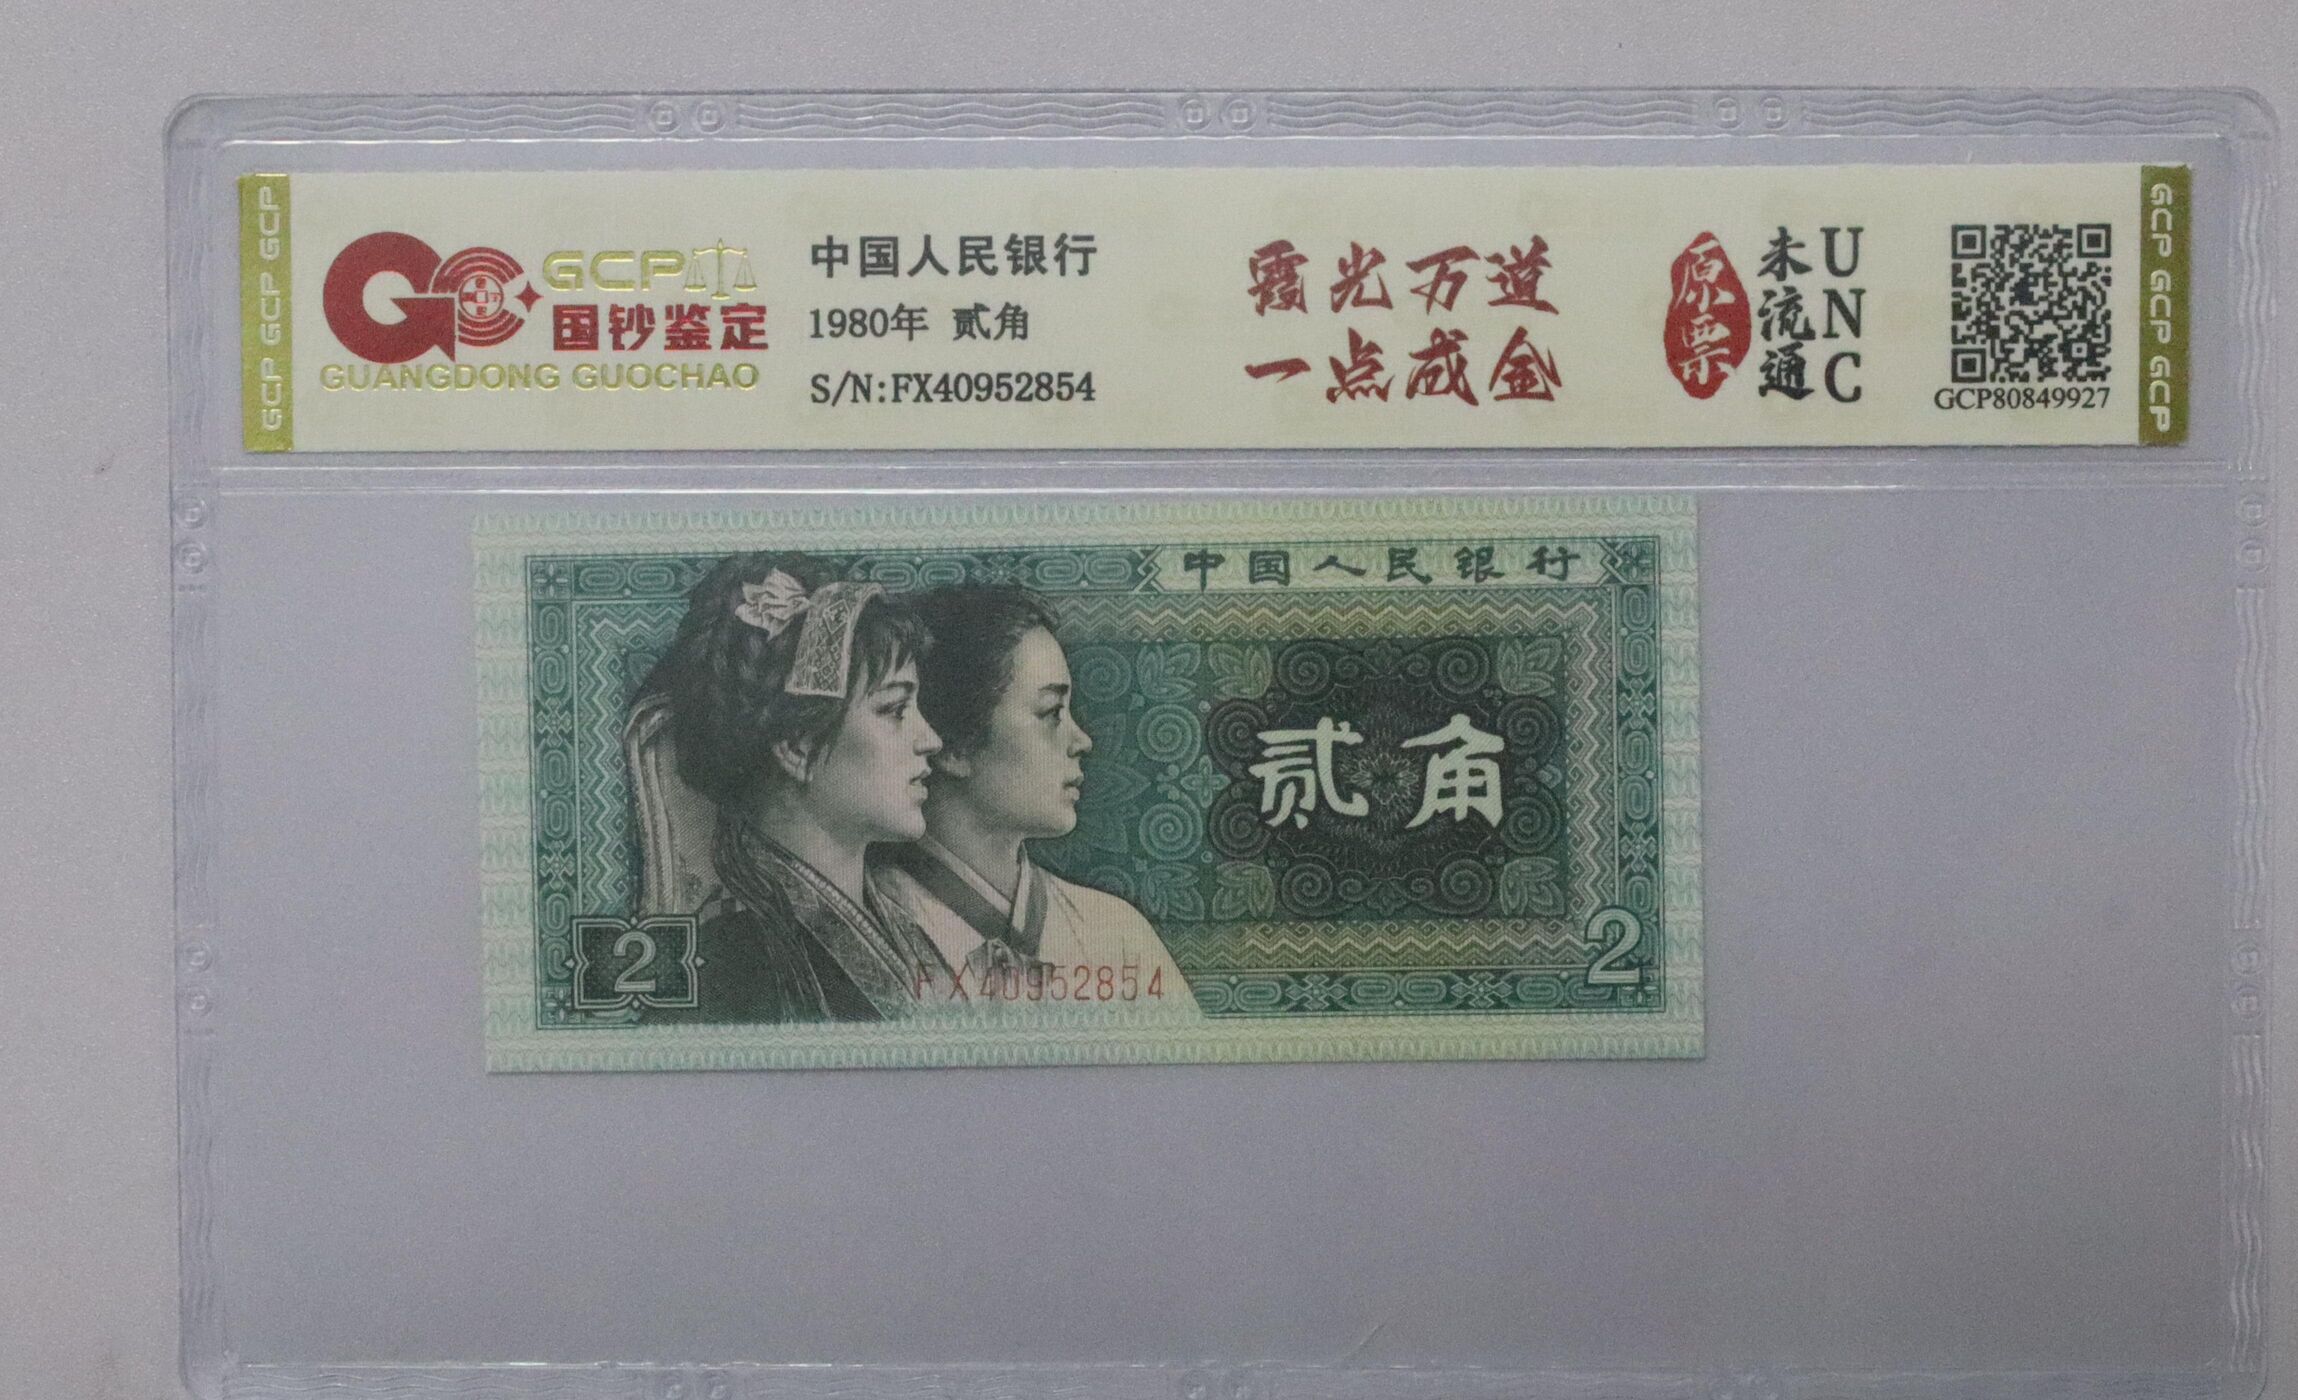 GCP GCP GCP
GCP
国钞鉴定
GUANGDONG GUOCHAO
中国人民银行
1980年 贰角
S/N:FX40952854
霞光万道
一点成金
原票
未流通
UNC
GCP80849927
GCP GCP GCP
中国人民银行
贰角
2
2
FX40952854